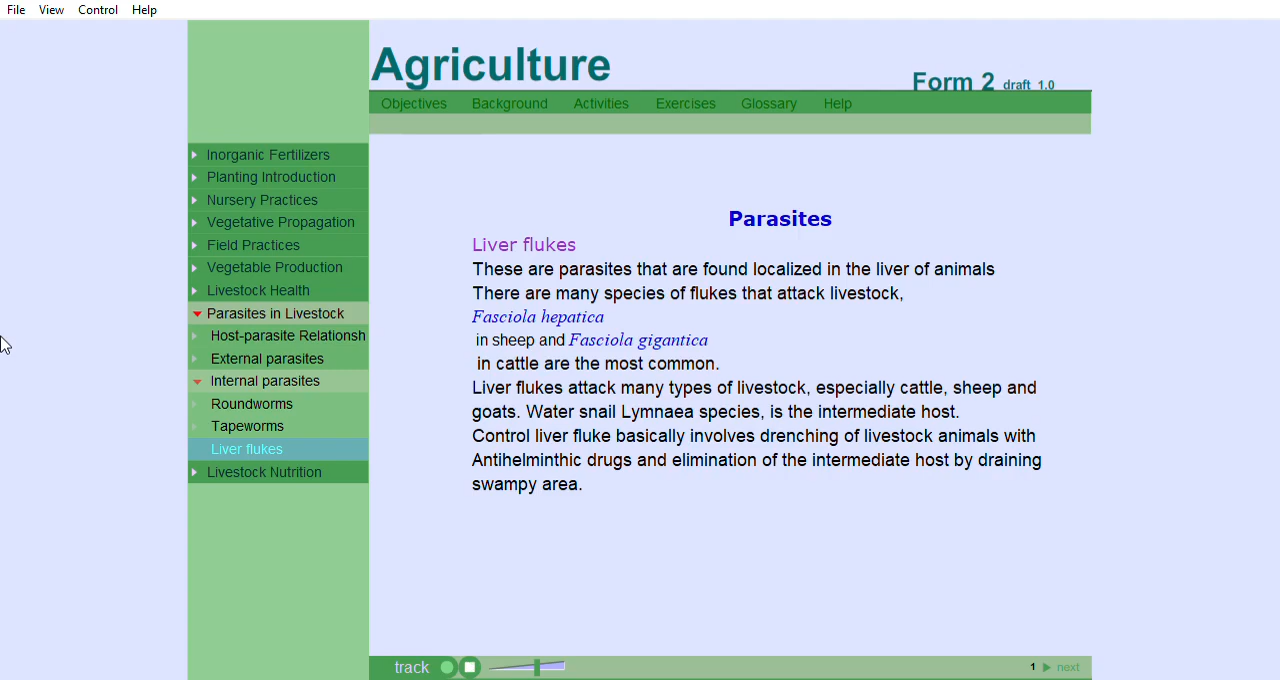 File View Control Help
Agriculture
Form 2 draft 1.0
Objectives Background Activities Exercises Glossary Help
Inorganic Fertilizers
Planting Introduction
Nursery Practices
Vegetative Propagation
Field Practices
Vegetable Production
Livestock Health
Parasites in Livestock
Host-parasite Relationsh
External parasites
Internal parasites
Roundworms
Tapeworms
Liver flukes
Livestock Nutrition
Parasites
Liver flukes
These are parasites that are found localized in the liver of animals
There are many species of flukes that attack livestock,
Fasciola hepatica
in sheep and Fasciola gigantica
in cattle are the most common.
Liver flukes attack many types of livestock, especially cattle, sheep and
goats. Water snail Lymnaea species, is the intermediate host.
Control liver fluke basically involves drenching of livestock animals with
Antihelminthic drugs and elimination of the intermediate host by draining
swampy area.
track
1 next